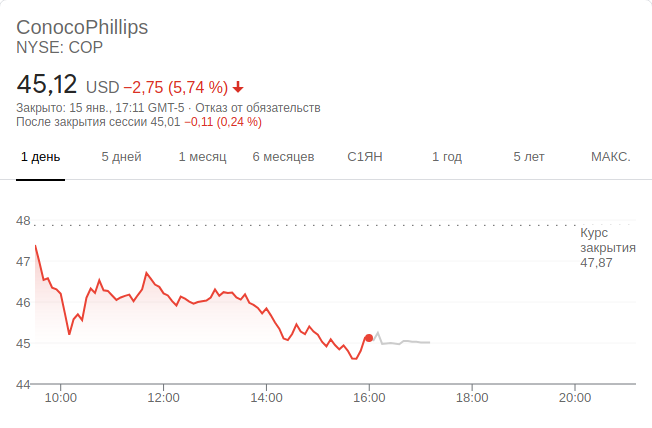 ConocoPhillips
NYSE: COP
45,12 USD −2,75 (5,74 %)
Закрыто: 15 янв., 17:11 GMT-5 · Отказ от обязательств
После закрытия сессии 45,01 −0,11 (0,24 %)
1 день 5 дней 1 месяц 6 месяцев С1ЯН 1 год 5 лет МАКС.
48
Курс
закрытия
47,87
47
46
45
44
10:00 12:00 14:00 16:00 18:00 20:00